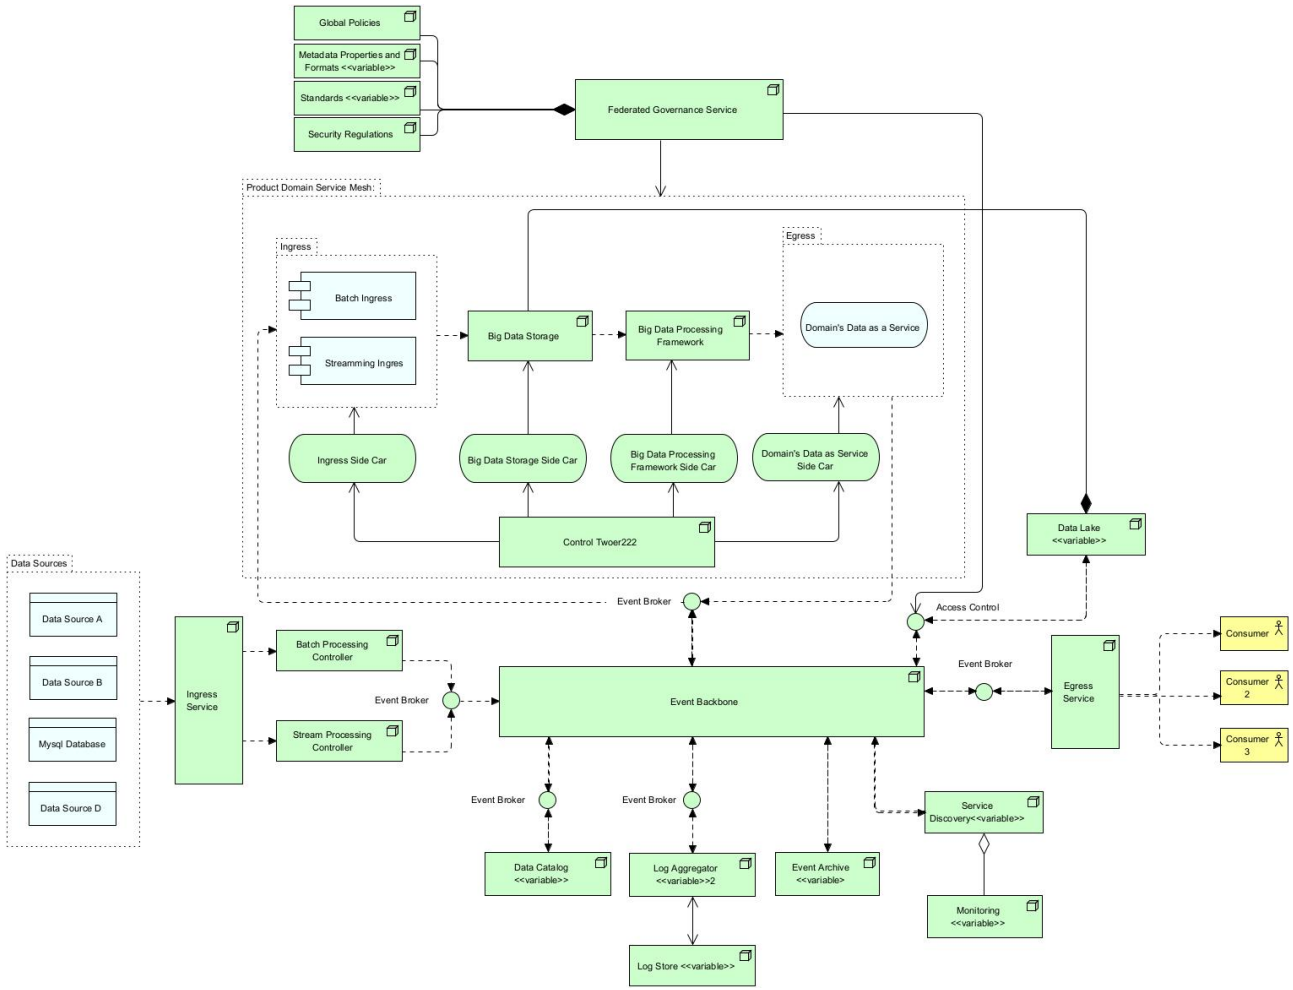 Global Policies
Metadata Properties and
Formats <<variable>>
Standards <<variable>>
Security Regulations
Federated Governance Service
Product Domain Service Mesh:
Ingress
Egress
Batch Ingress
Streamming Ingres
Big Data Storage
Big Data Processing
Framework
Domain's Data as a Service
Ingress Side Car
Big Data Storage Side Car
Big Data Processing
Framework Side Car
Domain's Data as Service
Side Car
Control Twoer222
Data Lake
<<variable>>
Data Sources
Data Source A
Data Source B
Mysql Database
Data Source D
Ingress
Service
Batch Processing
Controller
Stream Processing
Controller
Event Broker
Event Broker
Access Control
Event Backbone
Event Broker
Egress
Service
Consumer
Consumer
2
Consumer
3
Event Broker
Event Broker
Data Catalog
<<variable>>
Log Aggregator
<<variable>>2
Event Archive
<<variable>
Service
Discovery<<variable>>
Monitoring
<<variable>>
Log Store <<variable>>